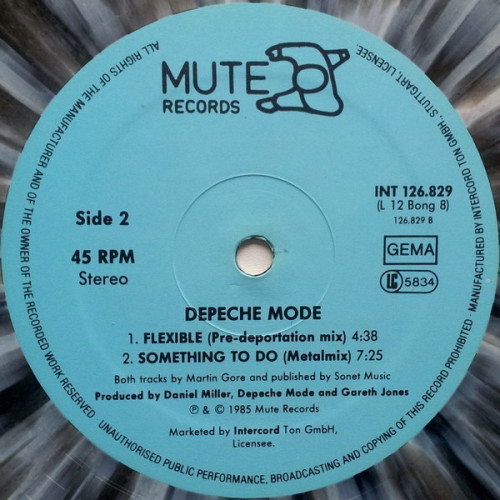 MUTE
RECORDS
INT 126.829
(L 12 Bong 8)
126.829 B
Side 2
45 RPM
Stereo
GEMA
LC 5834
DEPECHE MODE
1. FLEXIBLE (Pre-deportation mix) 4:38
2. SOMETHING TO DO (Metalmix) 7:25
Both tracks by Martin Gore and published by Sonet Music
Produced by Daniel Miller, Depeche Mode and Gareth Jones
℗ & © 1985 Mute Records
Marketed by Intercord Ton GmbH,
Licensee.
ALL RIGHTS OF THE MANUFACTURER AND OF THE OWNER OF THE RECORDED WORK RESERVED. UNAUTHORISED PUBLIC PERFORMANCE, BROADCASTING AND COPYING OF THIS RECORD PROHIBITED · MANUFACTURED BY INTERCORD TON GMBH, STUTTGART, LICENSEE.